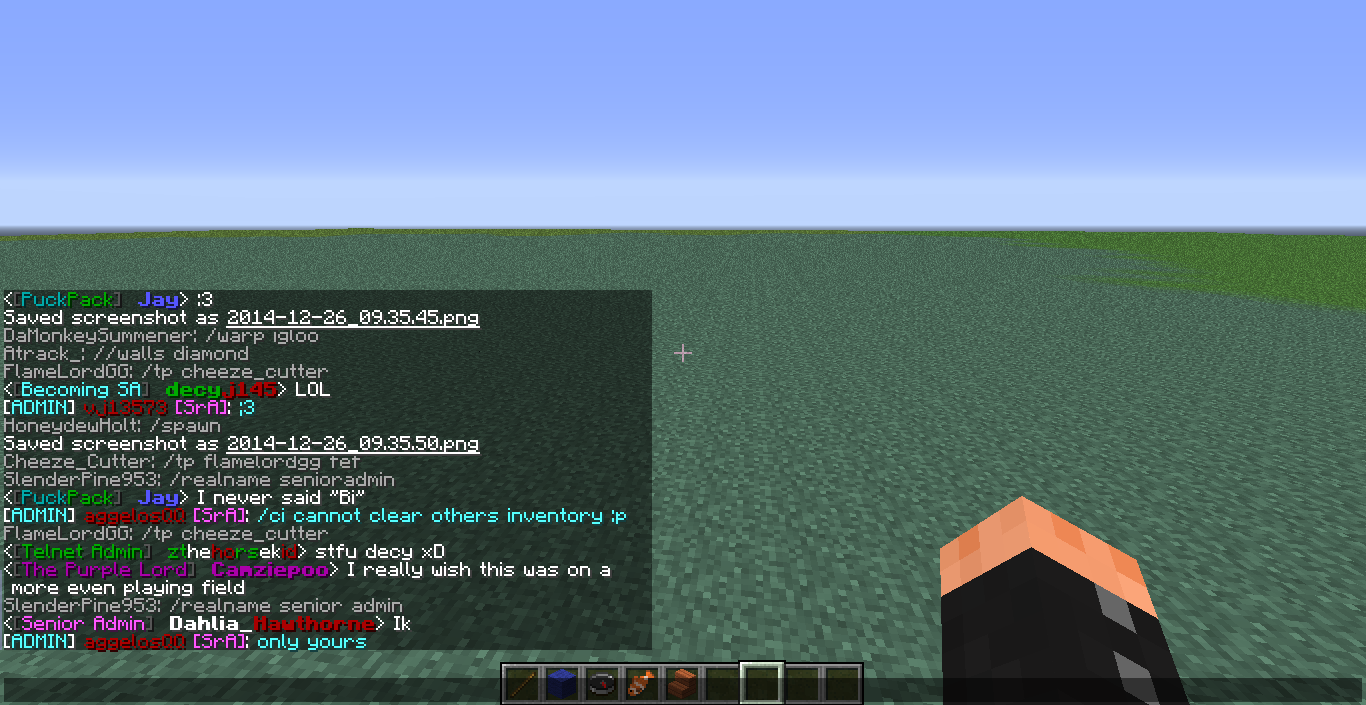 <[PuckPack] Jay> ;3
Saved screenshot as 2014-12-26_09.35.45.png
DaMonkeySummener: /warp igloo
Atrack_: //walls diamond
FlameLordGG: /tp cheeze_cutter
<[Becoming SA] decyj145> LOL
[ADMIN] vj13573 [SrA]: ;3
HoneydewHolt: /spawn
Saved screenshot as 2014-12-26_09.35.50.png
Cheeze_Cutter: /tp flamelordgg tet
SlenderPine953: /realname senioradmin
<[PuckPack] Jay> I never said "Bi"
[ADMIN] aggelosQQ [SrA]: /ci cannot clear others inventory :p
FlameLordGG: /tp cheeze_cutter
<[Telnet Admin] zthehorsekid> stfu decy xD
<[The Purple Lord] Camziepoo> I really wish this was on a
more even playing field
SlenderPine953: /realname senior admin
<[Senior Admin] Dahlia_Hawthorne> Ik
[ADMIN] aggelosQQ [SrA]: only yours